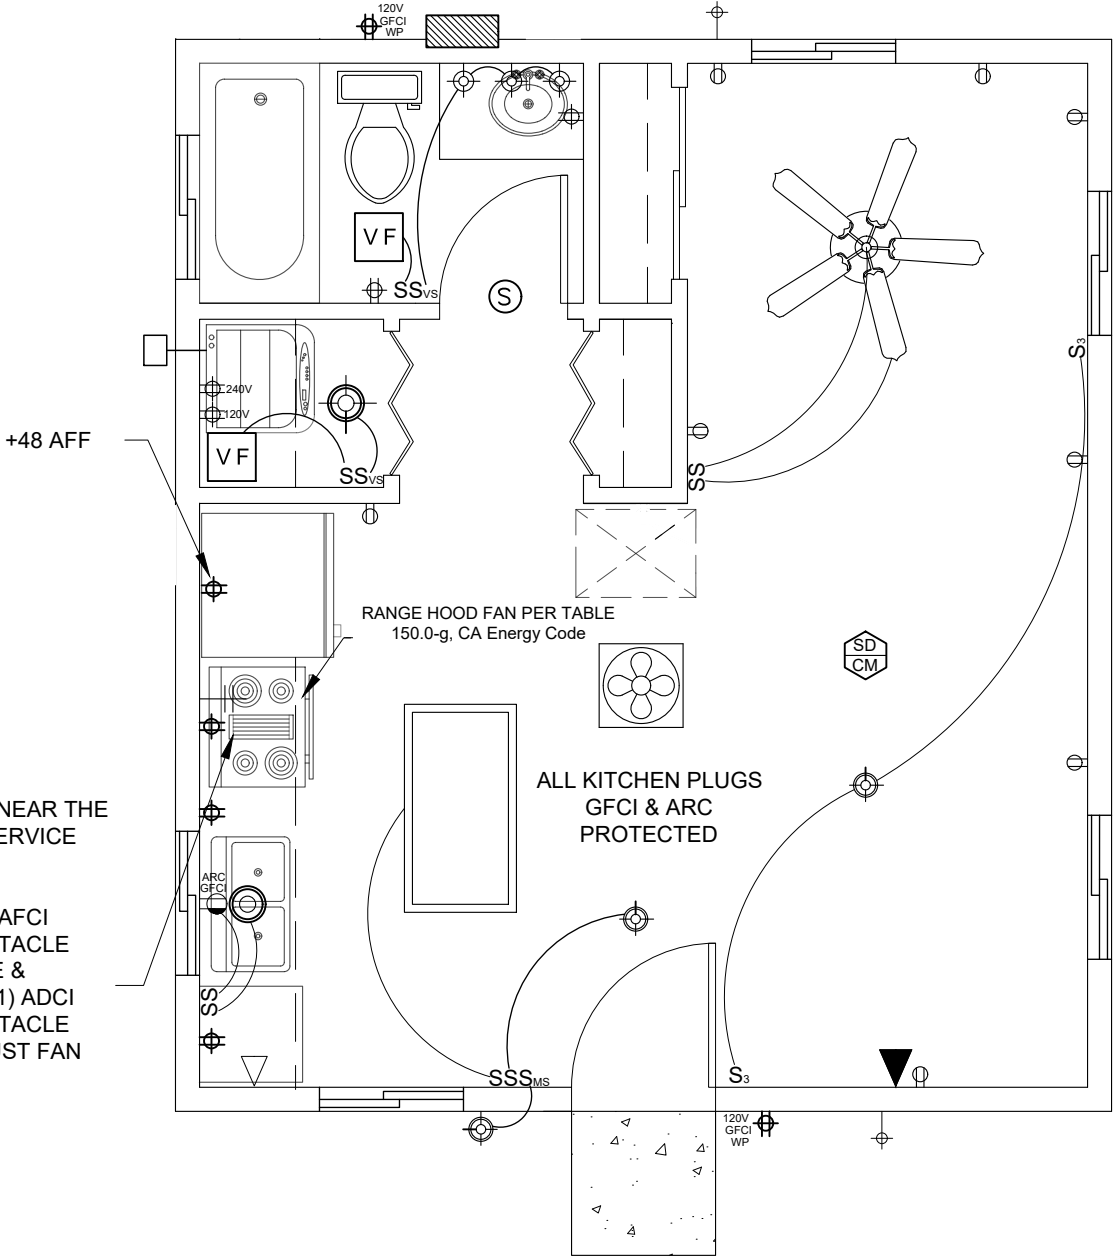 120V
GFCI
WP
VF
SSVS
S
240V
120V
VF
SSVS
+48 AFF
S3
SS
RANGE HOOD FAN PER TABLE
150.0-g, CA Energy Code
SD
CM
ALL KITCHEN PLUGS
GFCI & ARC
PROTECTED
NEAR THE
ERVICE
ARC
GFCI
AFCI
TACLE
E &
1) ADCI
TACLE
UST FAN
SS
SSSMS
S3
120V
GFCI
WP